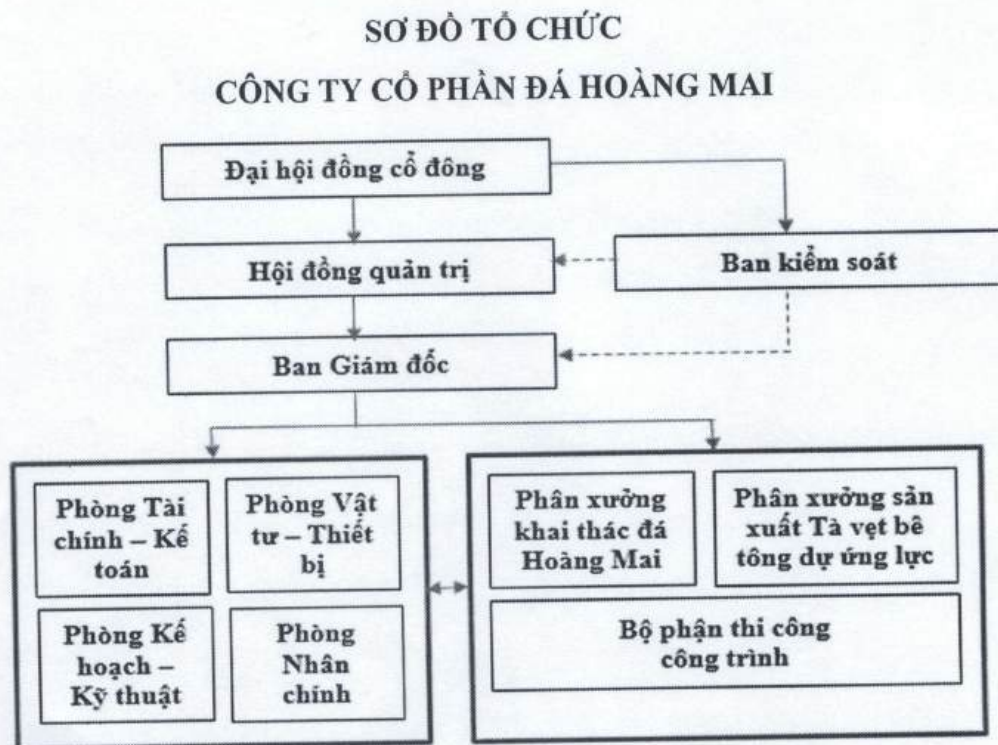 SƠ ĐỒ TỔ CHỨC
CÔNG TY CỔ PHẦN ĐÁ HOÀNG MAI
Đại hội đồng cổ đông
Hội đồng quản trị
Ban kiểm soát
Ban Giám đốc
Phòng Tài
chính – Kế
toán
Phòng Vật
tư – Thiết
bị
Phòng Kế
hoạch –
Kỹ thuật
Phòng
Nhân
chính
Phân xưởng
khai thác đá
Hoàng Mai
Phân xưởng sản
xuất Tà vẹt bê
tông dự ứng lực
Bộ phận thi công
công trình